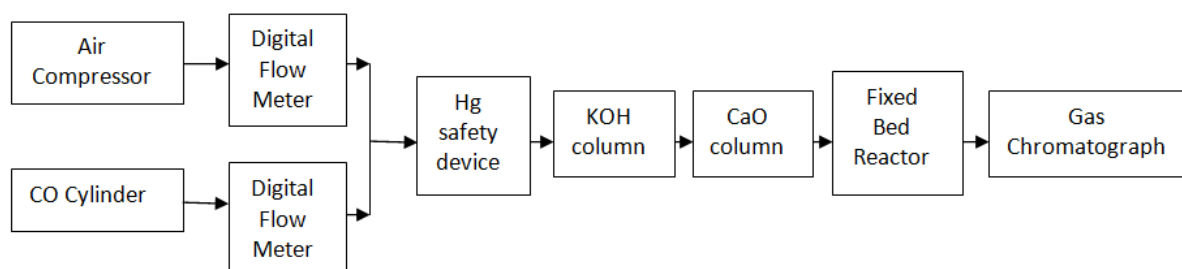 Air
Compressor
Digital
Flow
Meter
CO Cylinder
Digital
Flow
Meter
Hg
safety
device
KOH
column
CaO
column
Fixed
Bed
Reactor
Gas
Chromatograph